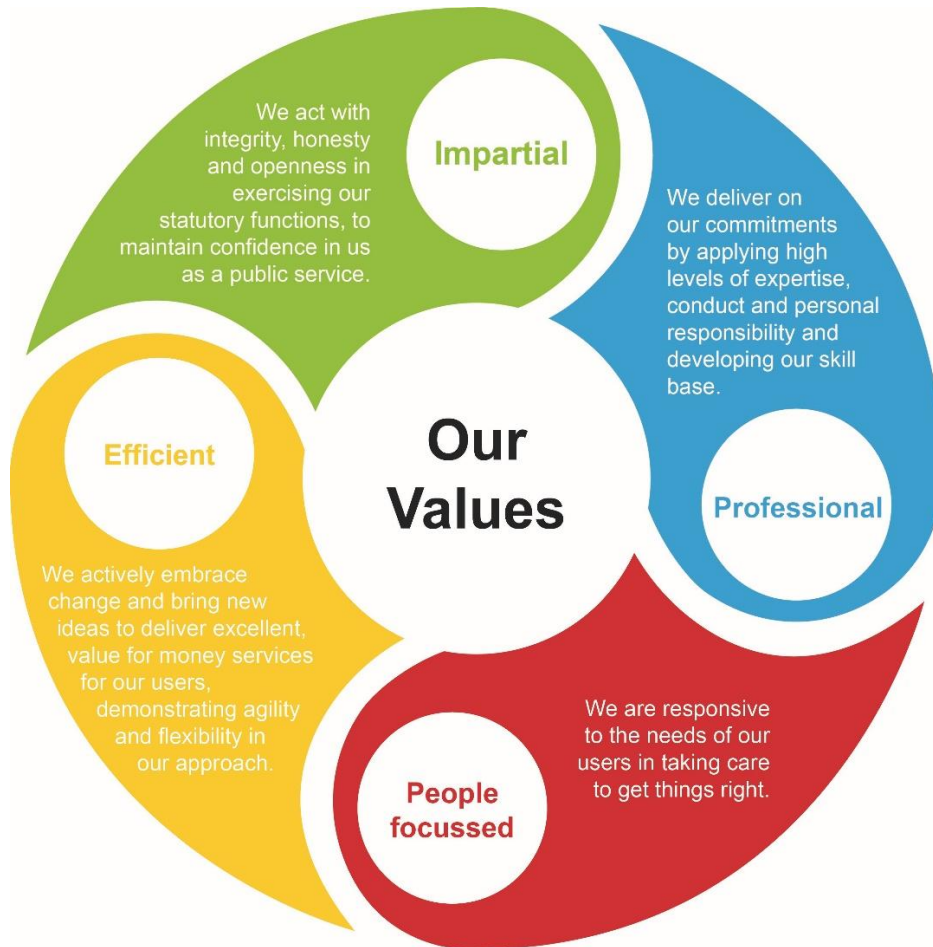 We act with
integrity, honesty
and openness in
exercising our
statutory functions, to
maintain confidence in us
as a public service.
Impartial
We deliver on
our commitments
by applying high
levels of expertise,
conduct and personal
responsibility and
developing our skill
base.
Professional
Our
Values
Efficient
We actively embrace
change and bring new
ideas to deliver excellent,
value for money services
for our users,
demonstrating agility
and flexibility in
our approach.
People
focussed
We are responsive
to the needs of our
users in taking care
to get things right.